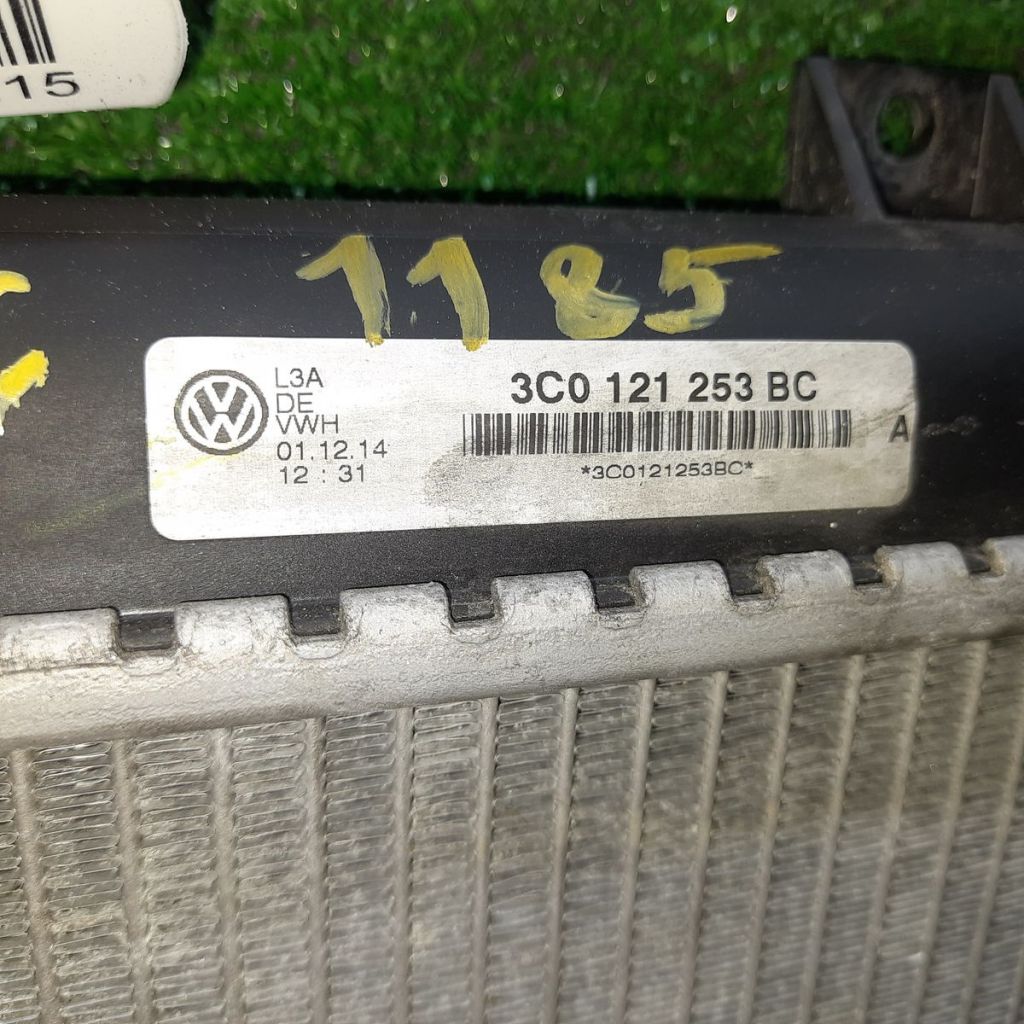 15
1185
L3A
DE
VWH
01.12.14
12 : 31
3C0 121 253 BC
A
*3C0121253BC*